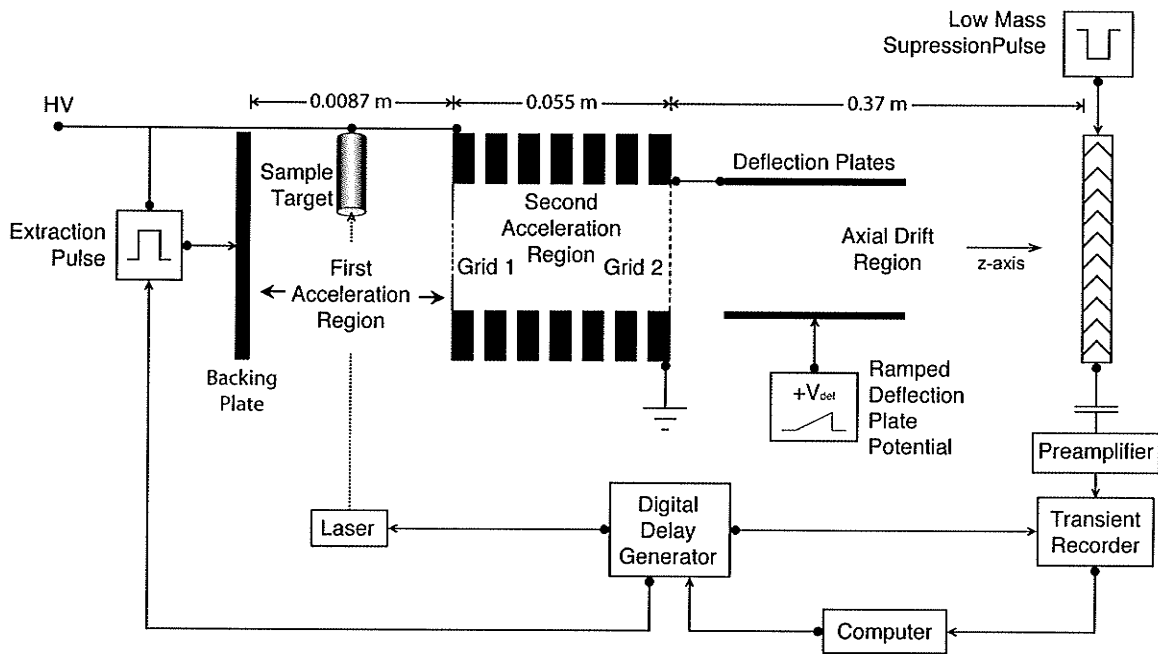 Low Mass
SupressionPulse
HV
0.0087 m
0.055 m
0.37 m
Sample
Target
Deflection Plates
Extraction
Pulse
Second
Acceleration
Region
Grid 1
Grid 2
First
Acceleration
Region
Axial Drift
Region
z-axis
Backing
Plate
+Vdef
Ramped
Deflection
Plate
Potential
Preamplifier
Laser
Digital
Delay
Generator
Transient
Recorder
Computer